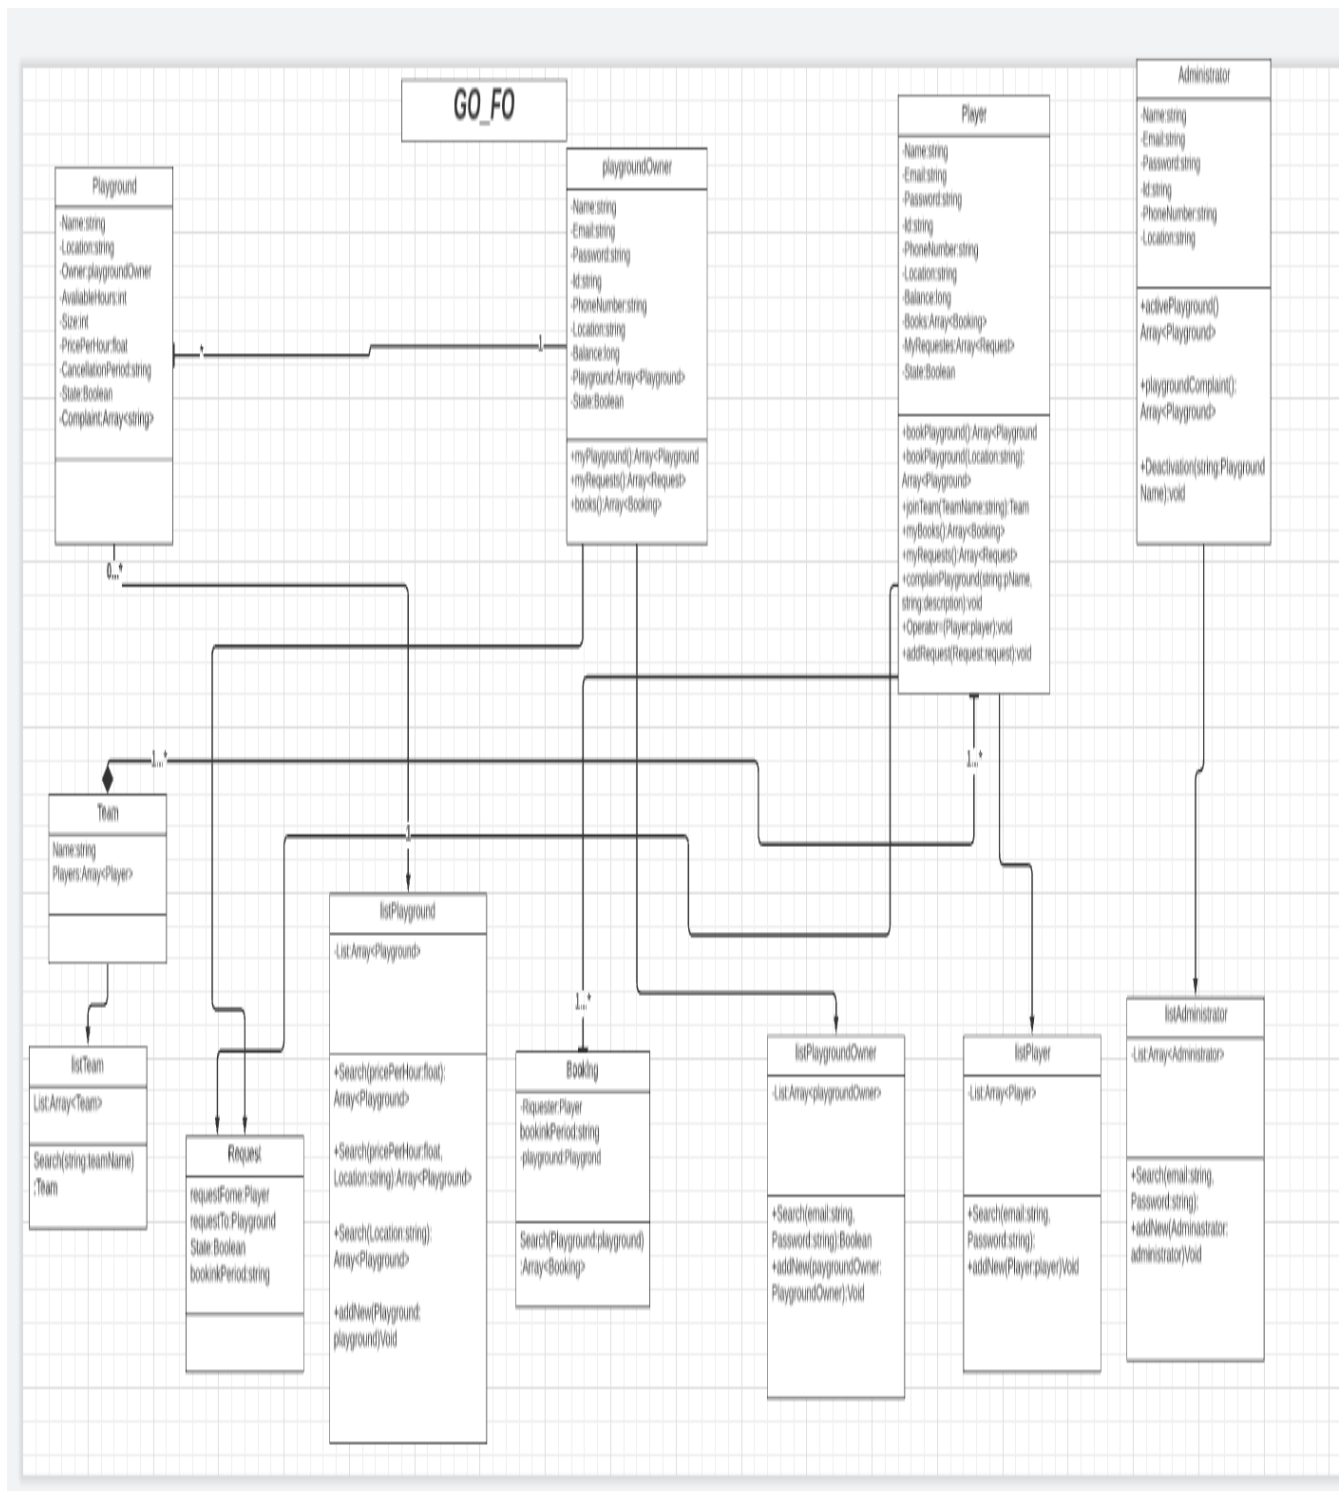 GO_FO
Playground
-Name:string
-Location:string
-Owner:playgroundOwner
-AvaliableHours:int
-Size:int
-PricePerHour:float
-CancellationPeriod:string
-State:Boolean
-Complaint:Array<string>
playgroundOwner
-Name:string
-Email:string
-Password:string
-Id:string
-PhoneNumber:string
-Location:string
-Balance:long
-Playground:Array<Playground>
-State:Boolean
+myPlayground():Array<Playground
+myRequests():Array<Request>
+books():Array<Booking>
Player
-Name:string
-Email:string
-Password:string
-Id:string
-PhoneNumber:string
-Location:string
-Balance:long
-Books:Array<Booking>
-MyRequestes:Array<Request>
-State:Boolean
+bookPlayground():Array<Playground
+bookPlayground(Location:string):
Array<Playground>
+joinTeam(TeamName:string):Team
+myBooks():Array<Booking>
+myRequests():Array<Request>
+complainPlayground(string:pName,
string:description):void
+Operator=(Player:player):void
+addRequest(Request:request):void
Administrator
-Name:string
-Email:string
-Password:string
-Id:string
-PhoneNumber:string
-Location:string
+activePlayground()
Array<Playground>
+playgroundComplaint():
Array<Playground>
+Deactivation(string:Playground
Name):void
*
1
0...*
1...*
1...*
1
1...*
Team
Name:string
Players:Array<Player>
listTeam
List:Array<Team>
Search(string:teamName)
:Team
Request
requestFome:Player
requestTo:Playground
State:Boolean
bookinkPeriod:string
listPlayground
-List:Array<Playground>
+Search(pricePerHour:float):
Array<Playground>
+Search(pricePerHour:float,
Location:string):Array<Playground>
+Search(Location:string):
Array<Playground>
+addNew(Playground:
playground)Void
Booking
-Riquester:Player
bookinkPeriod:string
-playground:Playgrond
Search(Playground:playground)
:Array<Booking>
listPlaygroundOwner
-List:Array<playgroundOwner>
+Search(email:string,
Password:string):Boolean
+addNew(paygroundOwner:
PlaygroundOwner):Void
listPlayer
-List:Array<Player>
+Search(email:string,
Password:string):
+addNew(Player:player)Void
listAdministrator
-List:Array<Administrator>
+Search(email:string,
Password:string):
+addNew(Adminastrator:
administrator)Void